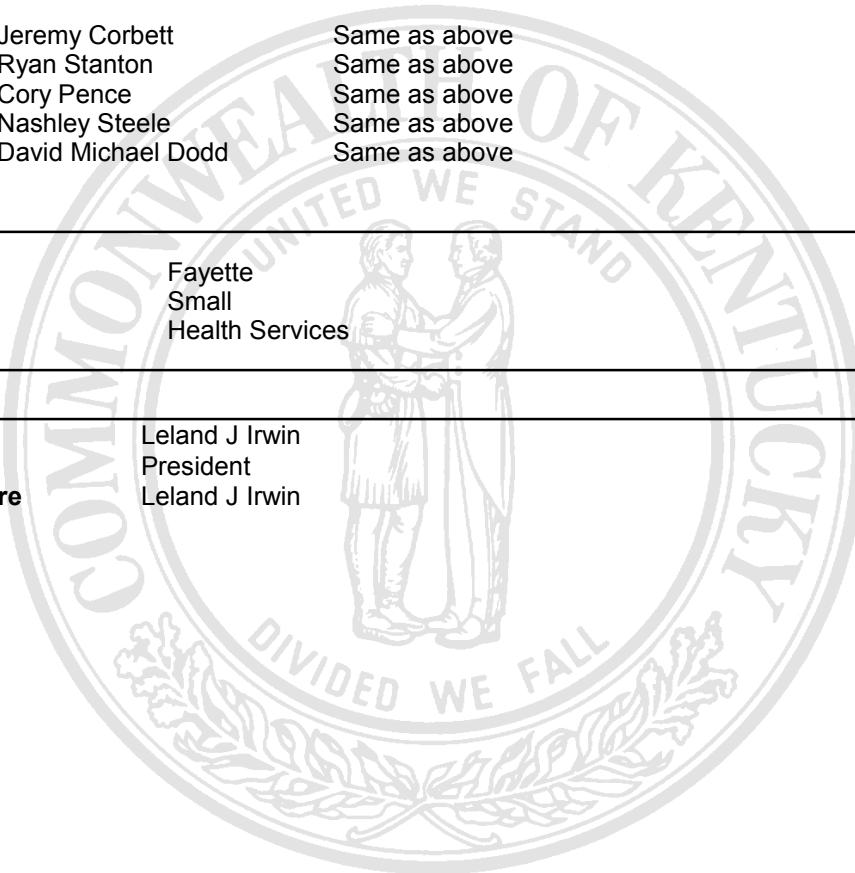 Jeremy Corbett Same as above
Ryan Stanton Same as above
Cory Pence Same as above
Nashley Steele Same as above
David Michael Dodd Same as above
Fayette
Small
Health Services
Leland J Irwin
President
re Leland J Irwin
COMMONWEALTH OF KENTUCKY
UNITED WE STAND
DIVIDED WE FALL